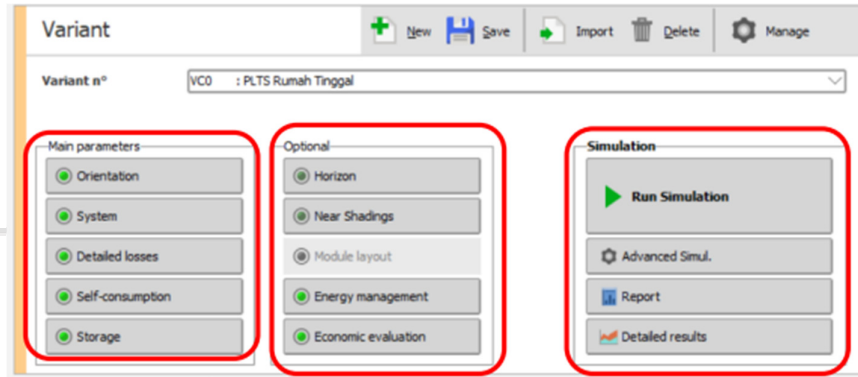 Variant
New Save Import Delete Manage
Variant n° VC0 : PLTS Rumah Tinggal
Main parameters
Orientation
System
Detailed losses
Self-consumption
Storage
Optional
Horizon
Near Shadings
Module layout
Energy management
Economic evaluation
Simulation
Run Simulation
Advanced Simul.
Report
Detailed results